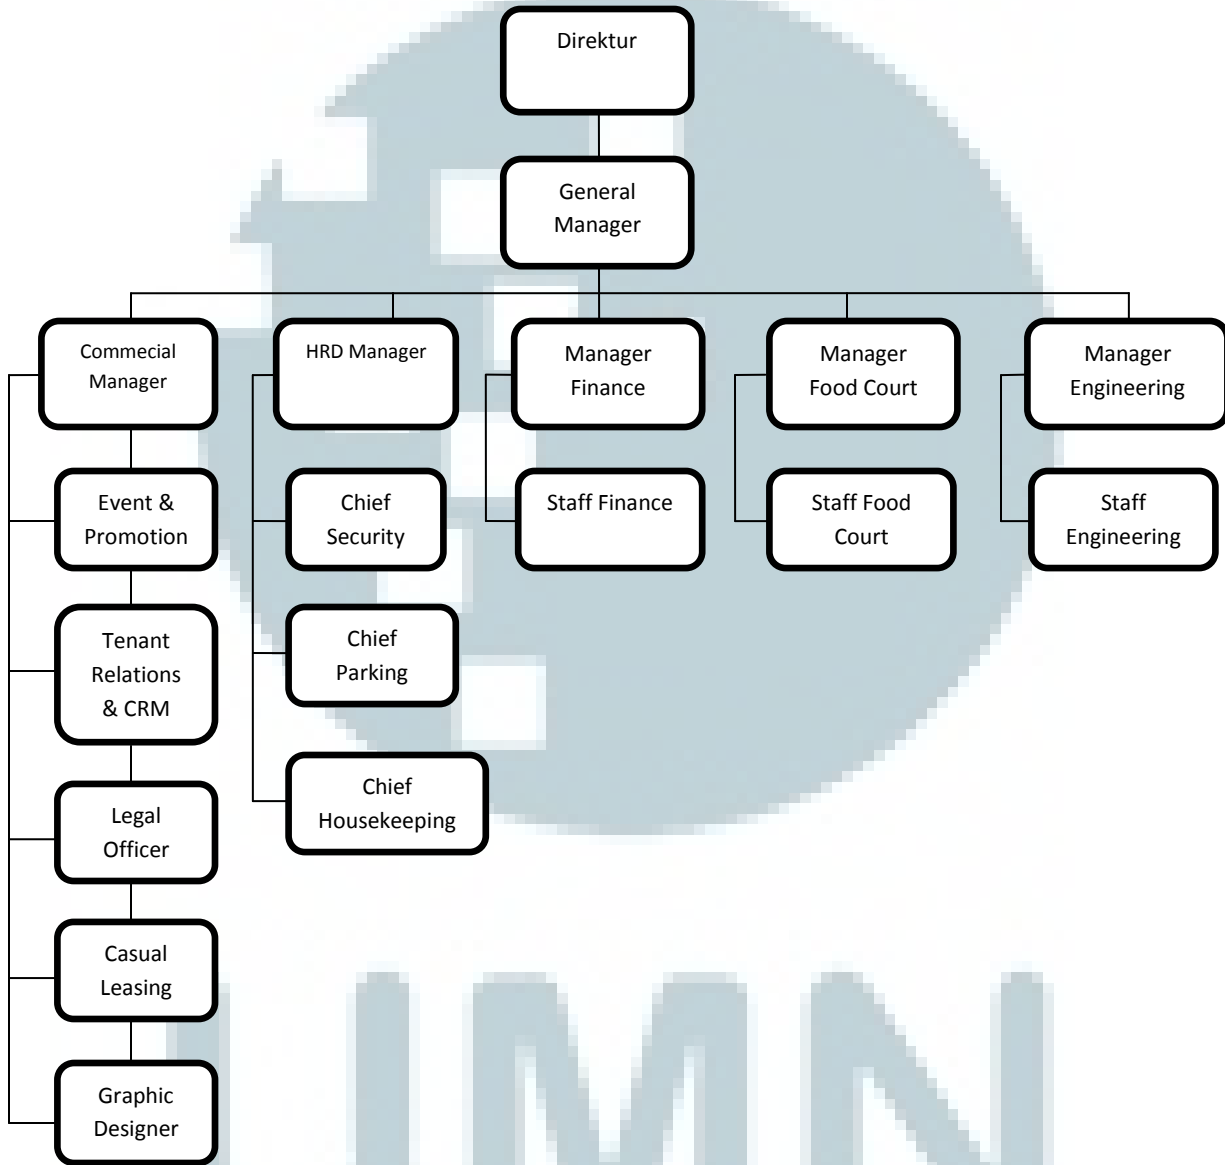 Direktur
General
Manager
Commecial
Manager
HRD Manager
Manager
Finance
Manager
Food Court
Manager
Engineering
Event &
Promotion
Chief
Security
Staff Finance
Staff Food
Court
Staff
Engineering
Tenant
Relations
& CRM
Chief
Parking
Legal
Officer
Chief
Housekeeping
Casual
Leasing
Graphic
Designer
UMN